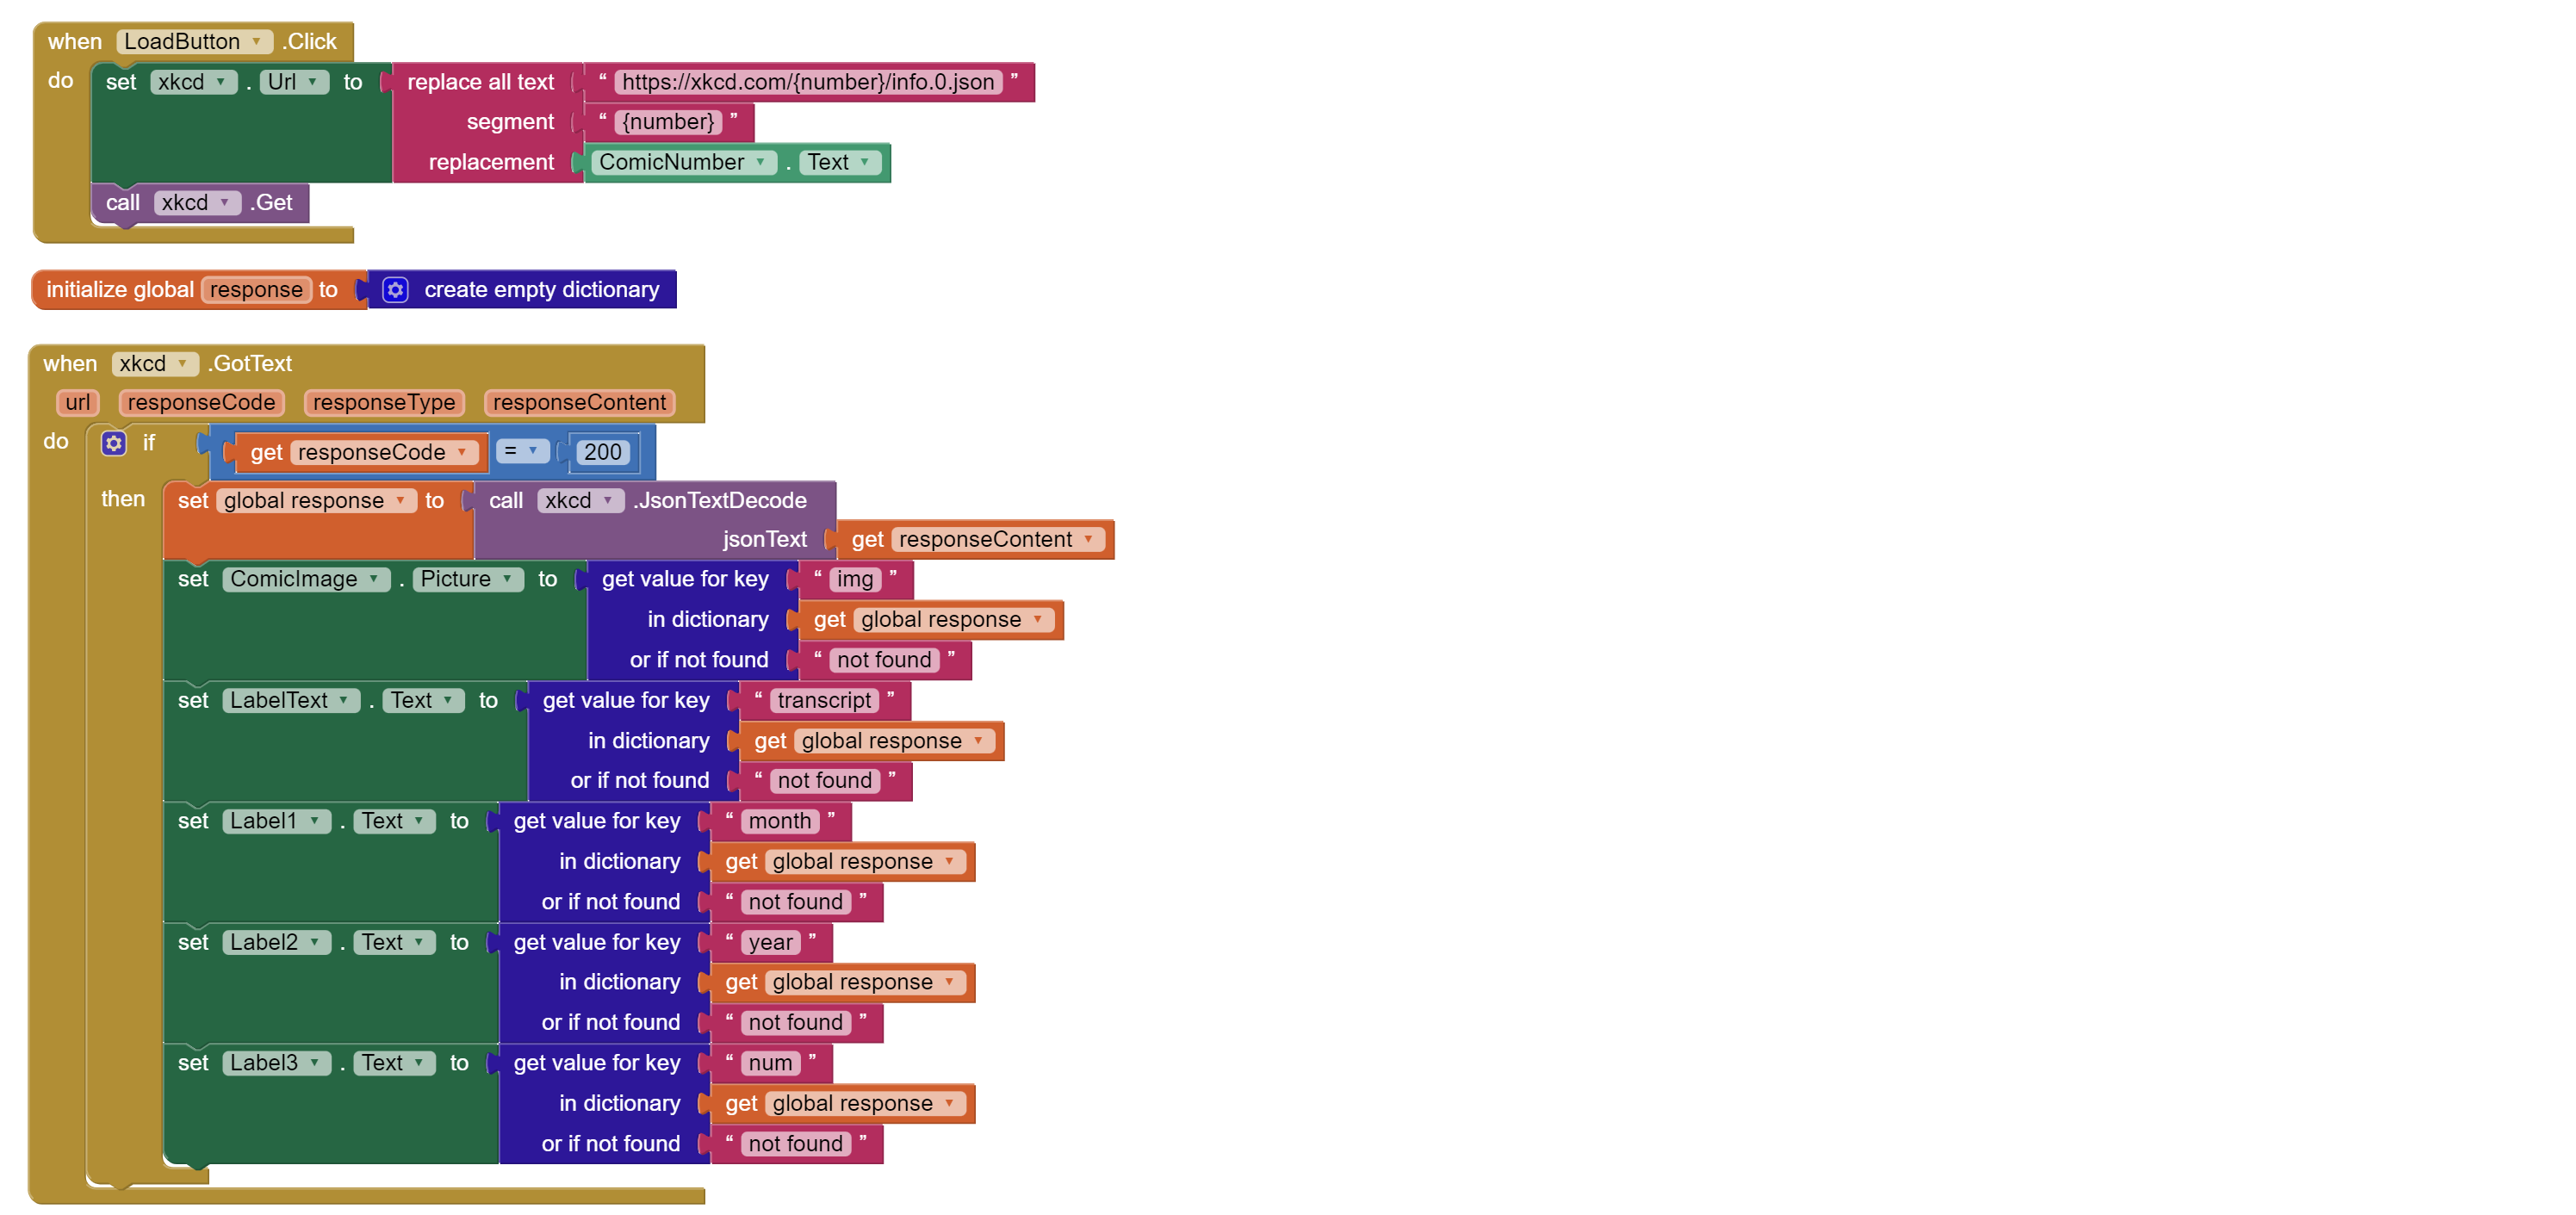 when LoadButton .Click
do set xkcd . Url to replace all text “ https://xkcd.com/{number}/info.0.json ”
segment “ {number} ”
replacement ComicNumber . Text
call xkcd .Get
initialize global response to create empty dictionary
when xkcd .GotText
url responseCode responseType responseContent
do if get responseCode = 200
then set global response to call xkcd .JsonTextDecode
jsonText get responseContent
set ComicImage . Picture to get value for key “ img ”
in dictionary get global response
or if not found “ not found ”
set LabelText . Text to get value for key “ transcript ”
in dictionary get global response
or if not found “ not found ”
set Label1 . Text to get value for key “ month ”
in dictionary get global response
or if not found “ not found ”
set Label2 . Text to get value for key “ year ”
in dictionary get global response
or if not found “ not found ”
set Label3 . Text to get value for key “ num ”
in dictionary get global response
or if not found “ not found ”